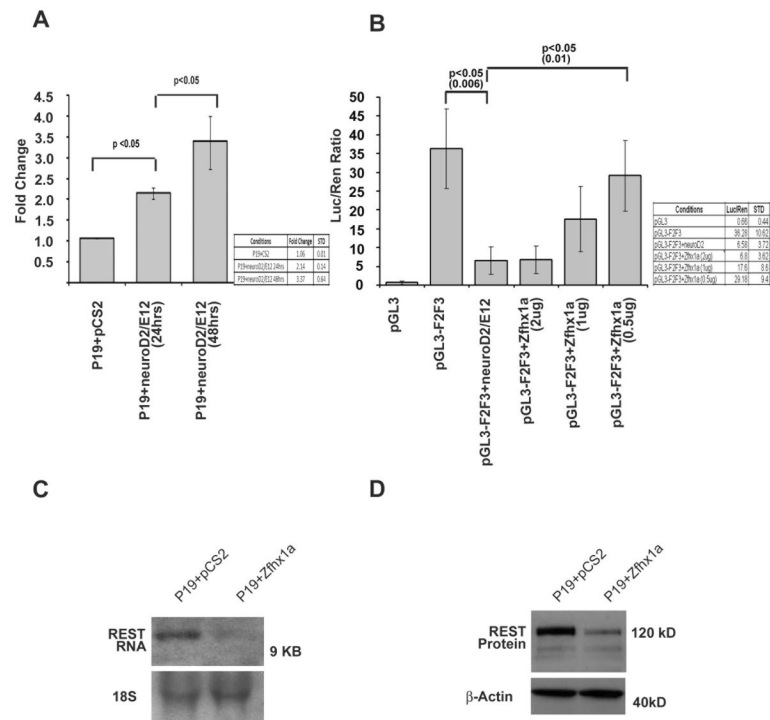 A
p<0.05
p <0.05
4.5
4.0
3.5
3.0
2.5
2.0
1.5
1.0
0.5
Fold Change
P19+pCS2
P19+neuroD2/E12
(24hrs)
P19+neuroD2/E12
(48hrs)
Conditions Fold Change STD
P19+CS2 1.06 0.01
P19+neuroD2/E12 24hrs 2.14 0.14
P19+neuroD2/E12 48hrs 3.37 0.64
B
p<0.05
(0.01)
p<0.05
(0.006)
50
45
40
35
30
25
20
15
10
5
0
Luc/Ren Ratio
pGL3
pGL3-F2F3
pGL3-F2F3+neuroD2/E12
pGL3-F2F3+Zfhx1a
(2ug)
pGL3-F2F3+Zfhx1a
(1ug)
pGL3-F2F3+Zfhx1a
(0.5ug)
Conditions Luc/Ren STD
pGL3 0.66 0.44
pGL3-F2F3 36.28 10.62
pGL3-F2F3+neuroD2 6.58 3.72
pGL3-F2F3+Zfhx1a (2ug) 6.8 3.62
pGL3-F2F3+Zfhx1a (1ug) 17.6 8.6
pGL3-F2F3+Zfhx1a (0.5ug) 29.18 9.4
C
P19+pCS2
P19+Zfhx1a
REST
RNA
9 KB
18S
D
P19+pCS2
P19+Zfhx1a
REST
Protein
120 kD
β-Actin
40kD